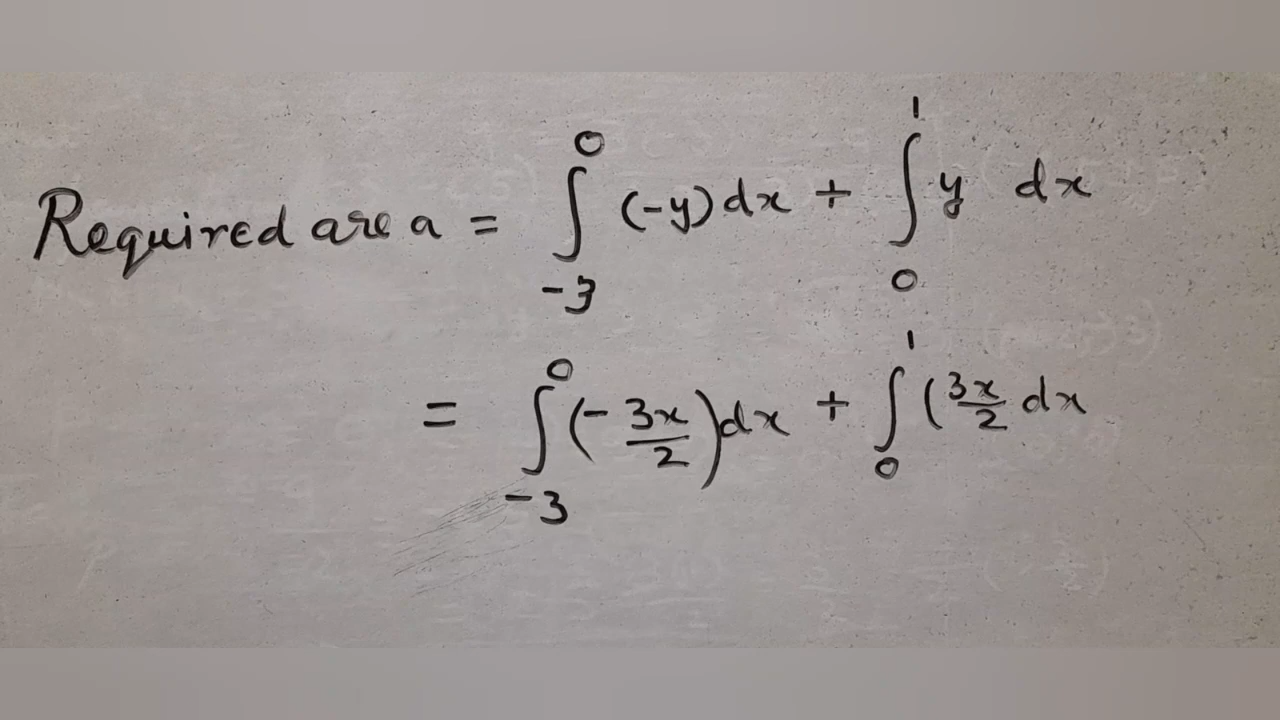 Required area = ∫_{-3}^{0} (-y) dx + ∫_{0}^{1} y dx
= ∫_{-3}^{0} (-3x/2) dx + ∫_{0}^{1} (3x/2 dx